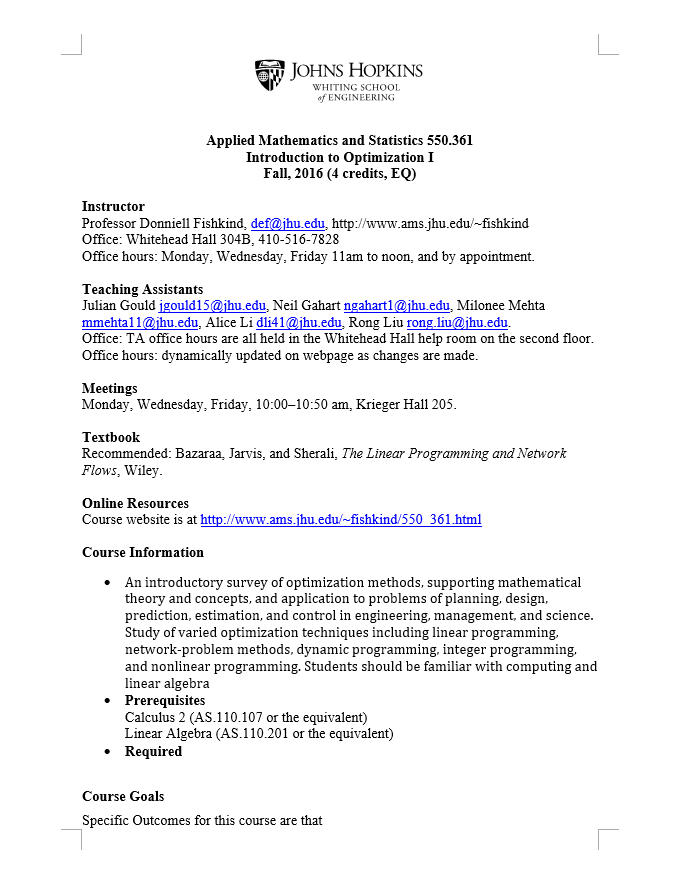 JOHNS HOPKINS
WHITING SCHOOL
of ENGINEERING
Applied Mathematics and Statistics 550.361
Introduction to Optimization I
Fall, 2016 (4 credits, EQ)
Instructor
Professor Donniell Fishkind, def@jhu.edu, http://www.ams.jhu.edu/~fishkind
Office: Whitehead Hall 304B, 410-516-7828
Office hours: Monday, Wednesday, Friday 11am to noon, and by appointment.
Teaching Assistants
Julian Gould jgould15@jhu.edu, Neil Gahart ngahart1@jhu.edu, Milonee Mehta
mmehta11@jhu.edu, Alice Li dli41@jhu.edu, Rong Liu rong.liu@jhu.edu.
Office: TA office hours are all held in the Whitehead Hall help room on the second floor.
Office hours: dynamically updated on webpage as changes are made.
Meetings
Monday, Wednesday, Friday, 10:00–10:50 am, Krieger Hall 205.
Textbook
Recommended: Bazaraa, Jarvis, and Sherali, The Linear Programming and Network
Flows, Wiley.
Online Resources
Course website is at http://www.ams.jhu.edu/~fishkind/550_361.html
Course Information
• An introductory survey of optimization methods, supporting mathematical
theory and concepts, and application to problems of planning, design,
prediction, estimation, and control in engineering, management, and science.
Study of varied optimization techniques including linear programming,
network-problem methods, dynamic programming, integer programming,
and nonlinear programming. Students should be familiar with computing and
linear algebra
• Prerequisites
Calculus 2 (AS.110.107 or the equivalent)
Linear Algebra (AS.110.201 or the equivalent)
• Required
Course Goals
Specific Outcomes for this course are that